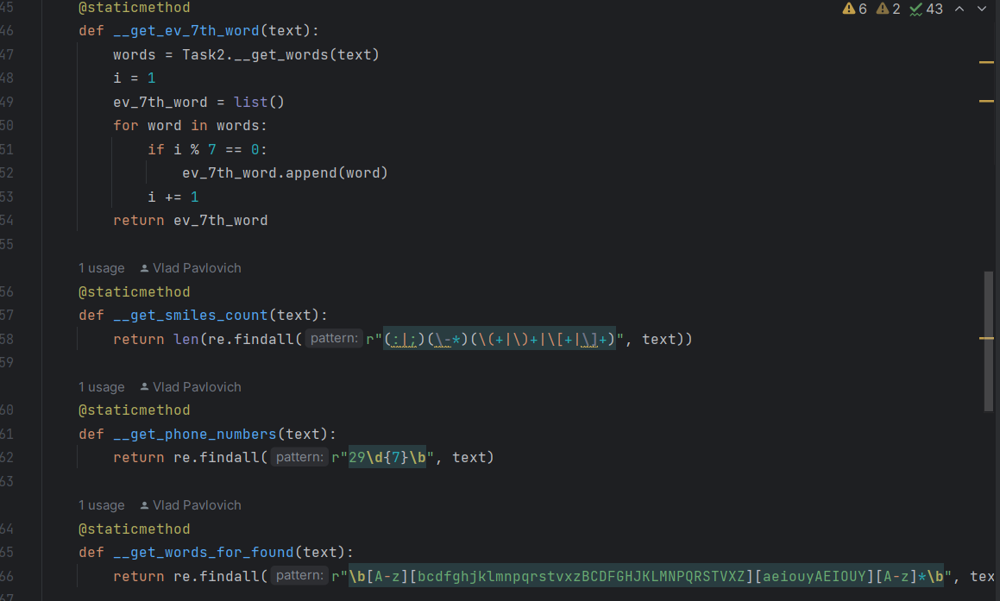 45 @staticmethod 6 2 43
46 def __get_ev_7th_word(text):
47 words = Task2.__get_words(text)
48 i = 1
49 ev_7th_word = list()
50 for word in words:
51 if i % 7 == 0:
52 ev_7th_word.append(word)
53 i += 1
54 return ev_7th_word
55
1 usage Vlad Pavlovich
56 @staticmethod
57 def __get_smiles_count(text):
58 return len(re.findall( pattern: r"(:|;)(\-*)(\(+|\)+|\[+|\]+)", text))
59
1 usage Vlad Pavlovich
60 @staticmethod
61 def __get_phone_numbers(text):
62 return re.findall( pattern: r"29\d{7}\b", text)
63
1 usage Vlad Pavlovich
64 @staticmethod
65 def __get_words_for_found(text):
66 return re.findall( pattern: r"\b[A-z][bcdfghjklmnpqrstvxzBCDFGHJKLMNPQRSTVXZ][aeiouyAEIOUY][A-z]*\b", tex
67